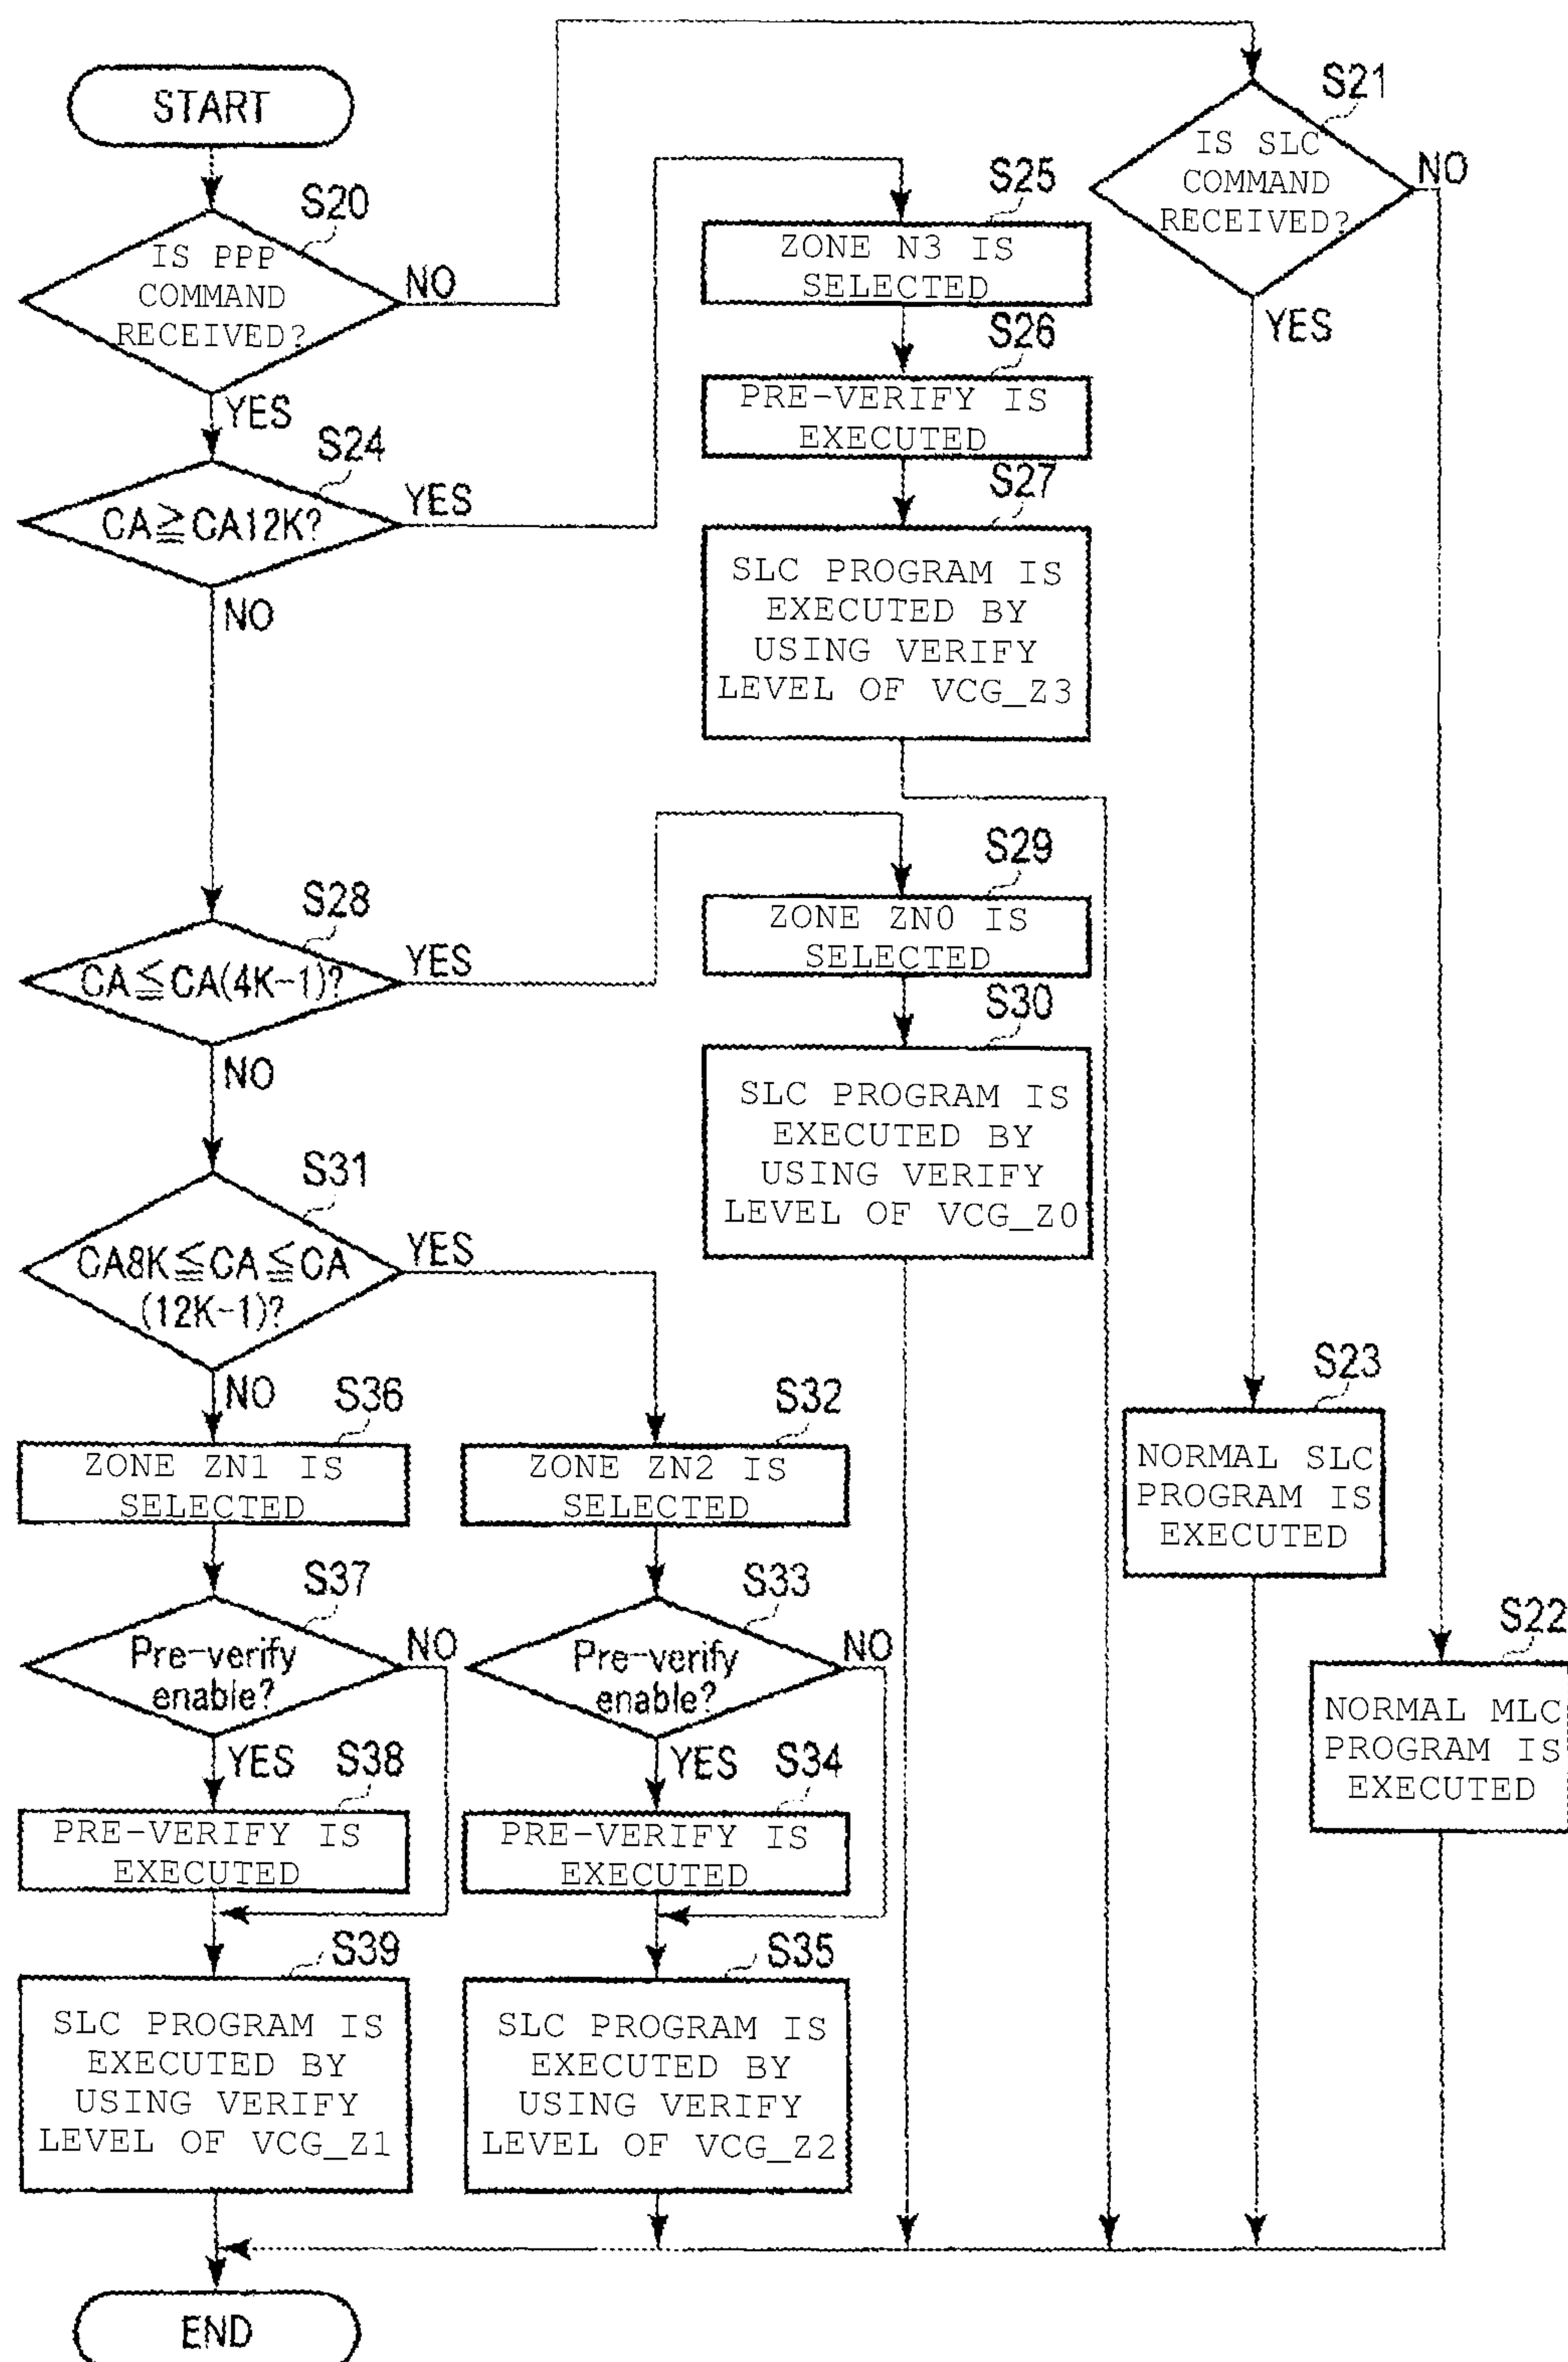 START
S20
IS PPP
COMMAND
RECEIVED?
NO
YES
S21
IS SLC
COMMAND
RECEIVED?
NO
YES
S24
CA≧CA12K?
YES
NO
S25
ZONE N3 IS
SELECTED
S26
PRE-VERIFY IS
EXECUTED
S27
SLC PROGRAM IS
EXECUTED BY
USING VERIFY
LEVEL OF VCG_Z3
S28
CA≦CA(4K-1)?
YES
NO
S29
ZONE ZN0 IS
SELECTED
S30
SLC PROGRAM IS
EXECUTED BY
USING VERIFY
LEVEL OF VCG_Z0
S31
CA8K≦CA≦CA
(12K-1)?
YES
NO
S36
ZONE ZN1 IS
SELECTED
S32
ZONE ZN2 IS
SELECTED
S23
NORMAL SLC
PROGRAM IS
EXECUTED
S37
Pre-verify
enable?
NO
YES
S33
Pre-verify
enable?
NO
YES
S22
NORMAL MLC
PROGRAM IS
EXECUTED
S38
PRE-VERIFY IS
EXECUTED
S34
PRE-VERIFY IS
EXECUTED
S39
SLC PROGRAM IS
EXECUTED BY
USING VERIFY
LEVEL OF VCG_Z1
S35
SLC PROGRAM IS
EXECUTED BY
USING VERIFY
LEVEL OF VCG_Z2
END